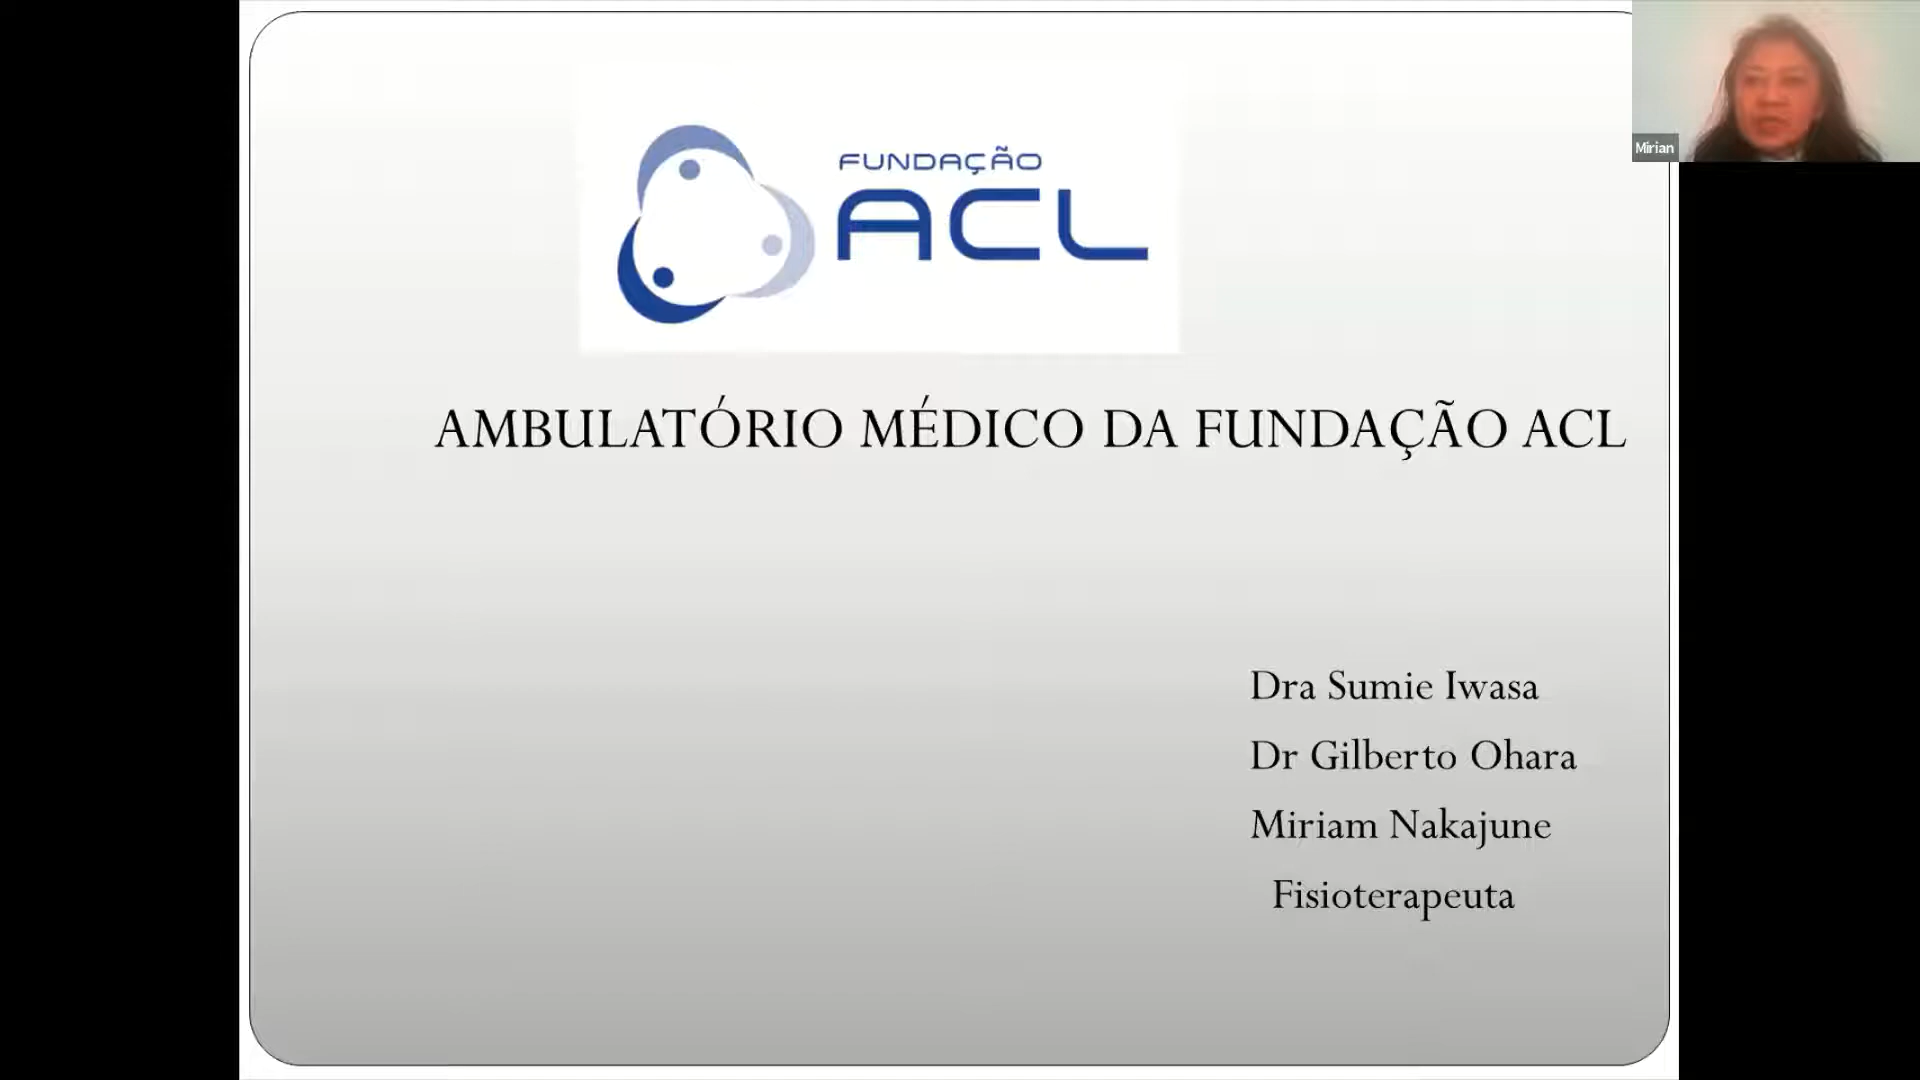 FUNDAÇÃO
ACL
AMBULATÓRIO MÉDICO DA FUNDAÇÃO ACL
Dra Sumie Iwasa
Dr Gilberto Ohara
Miriam Nakajune
Fisioterapeuta
Mirian